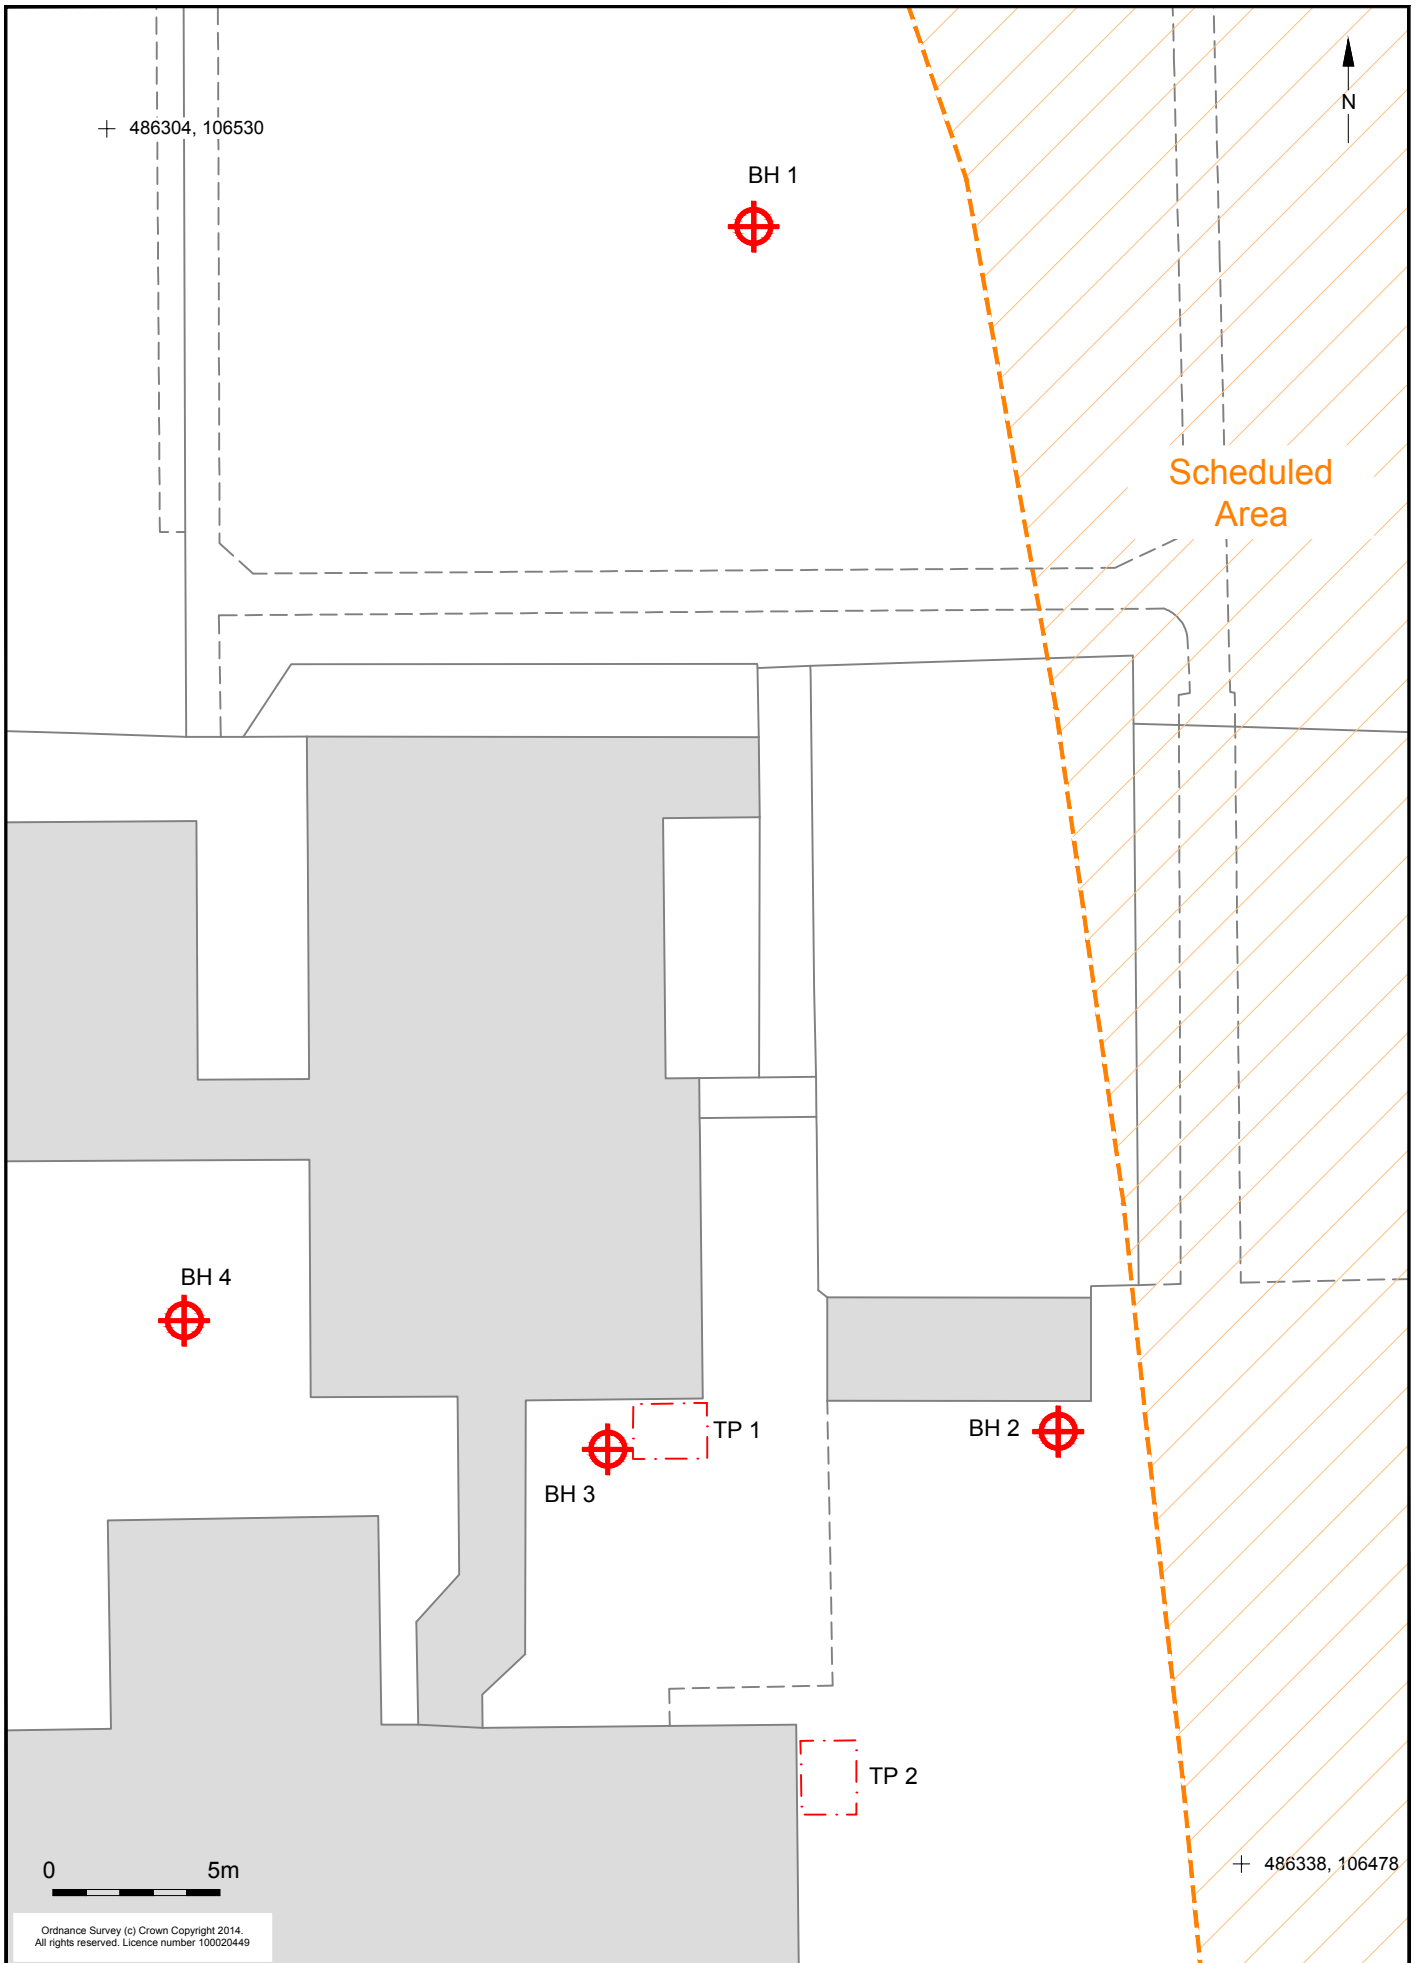 486304, 106530
N
BH 1
Scheduled
Area
BH 4
BH 2
TP 1
BH 3
TP 2
0 5m
486338, 106478
Ordnance Survey (c) Crown Copyright 2014.
All rights reserved. Licence number 100020449